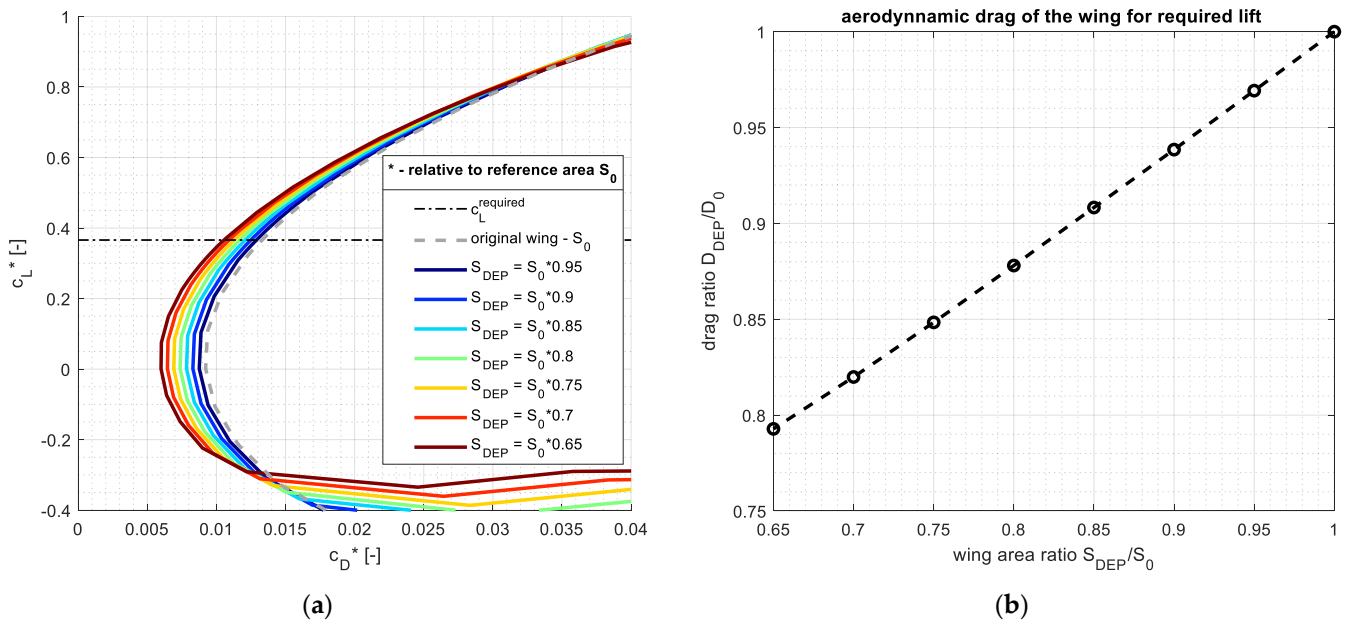 1
0.8
0.6
0.4
0.2
0
-0.2
-0.4
c_L* [-]
0 0.005 0.01 0.015 0.02 0.025 0.03 0.035 0.04
c_D* [-]
* - relative to reference area S_0
c_L^required
original wing - S_0
S_DEP = S_0*0.95
S_DEP = S_0*0.9
S_DEP = S_0*0.85
S_DEP = S_0*0.8
S_DEP = S_0*0.75
S_DEP = S_0*0.7
S_DEP = S_0*0.65
(a)
aerodynnamic drag of the wing for required lift
1
0.95
0.9
0.85
0.8
0.75
drag ratio D_DEP/D_0
0.65 0.7 0.75 0.8 0.85 0.9 0.95 1
wing area ratio S_DEP/S_0
(b)